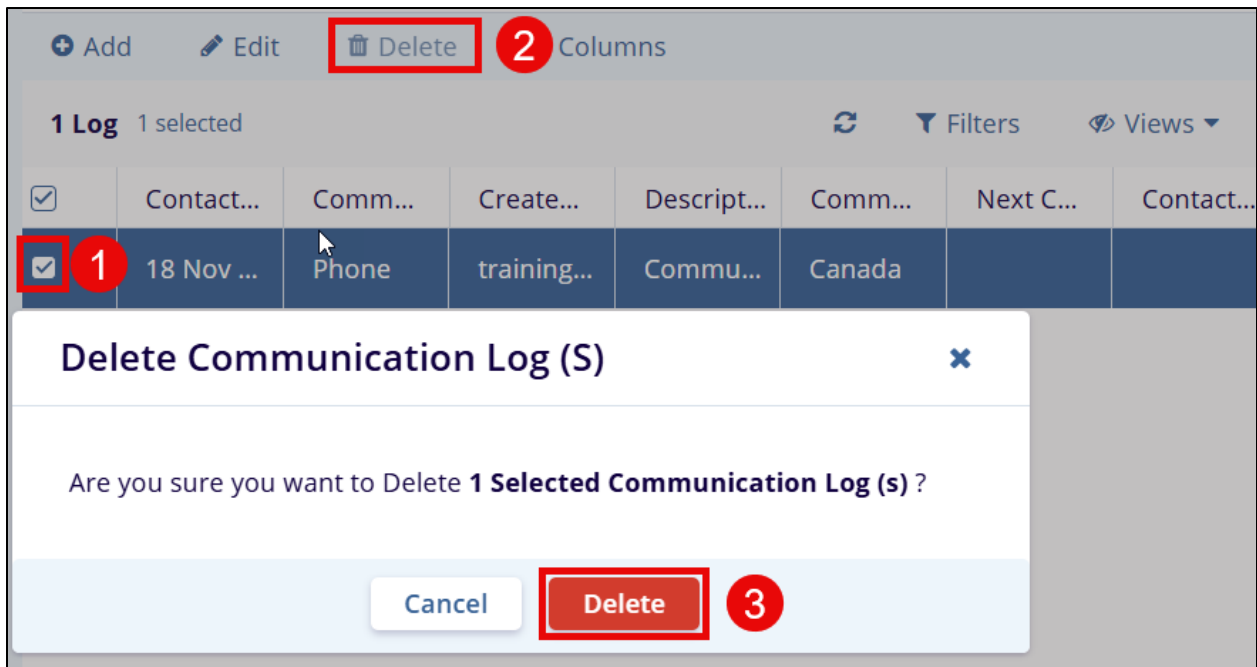 Add Edit Delete 2 Columns
1 Log 1 selected Filters Views
Contact... Comm... Create... Descript... Comm... Next C... Contact...
1 18 Nov ... Phone training... Commu... Canada
Delete Communication Log (S)
Are you sure you want to Delete 1 Selected Communication Log (s) ?
Cancel Delete 3